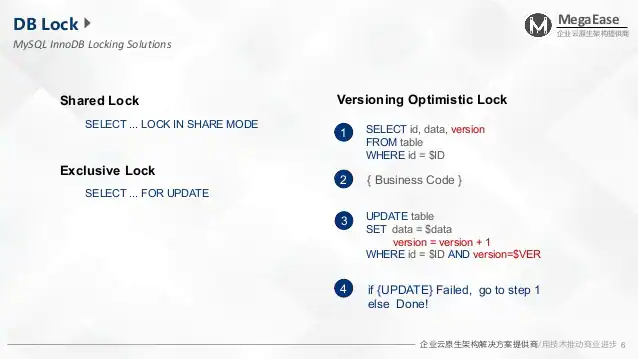 DB Lock
MySQL InnoDB Locking Solutions
MegaEase
企业云原生架构提供商
Shared Lock
SELECT ... LOCK IN SHARE MODE
Exclusive Lock
SELECT ... FOR UPDATE
Versioning Optimistic Lock
1
SELECT id, data, version
FROM table
WHERE id = $ID
2
{ Business Code }
3
UPDATE table
SET data = $data
version = version + 1
WHERE id = $ID AND version=$VER
4
if {UPDATE} Failed, go to step 1
else Done!
企业云原生架构解决方案提供商/用技术推动商业进步 6